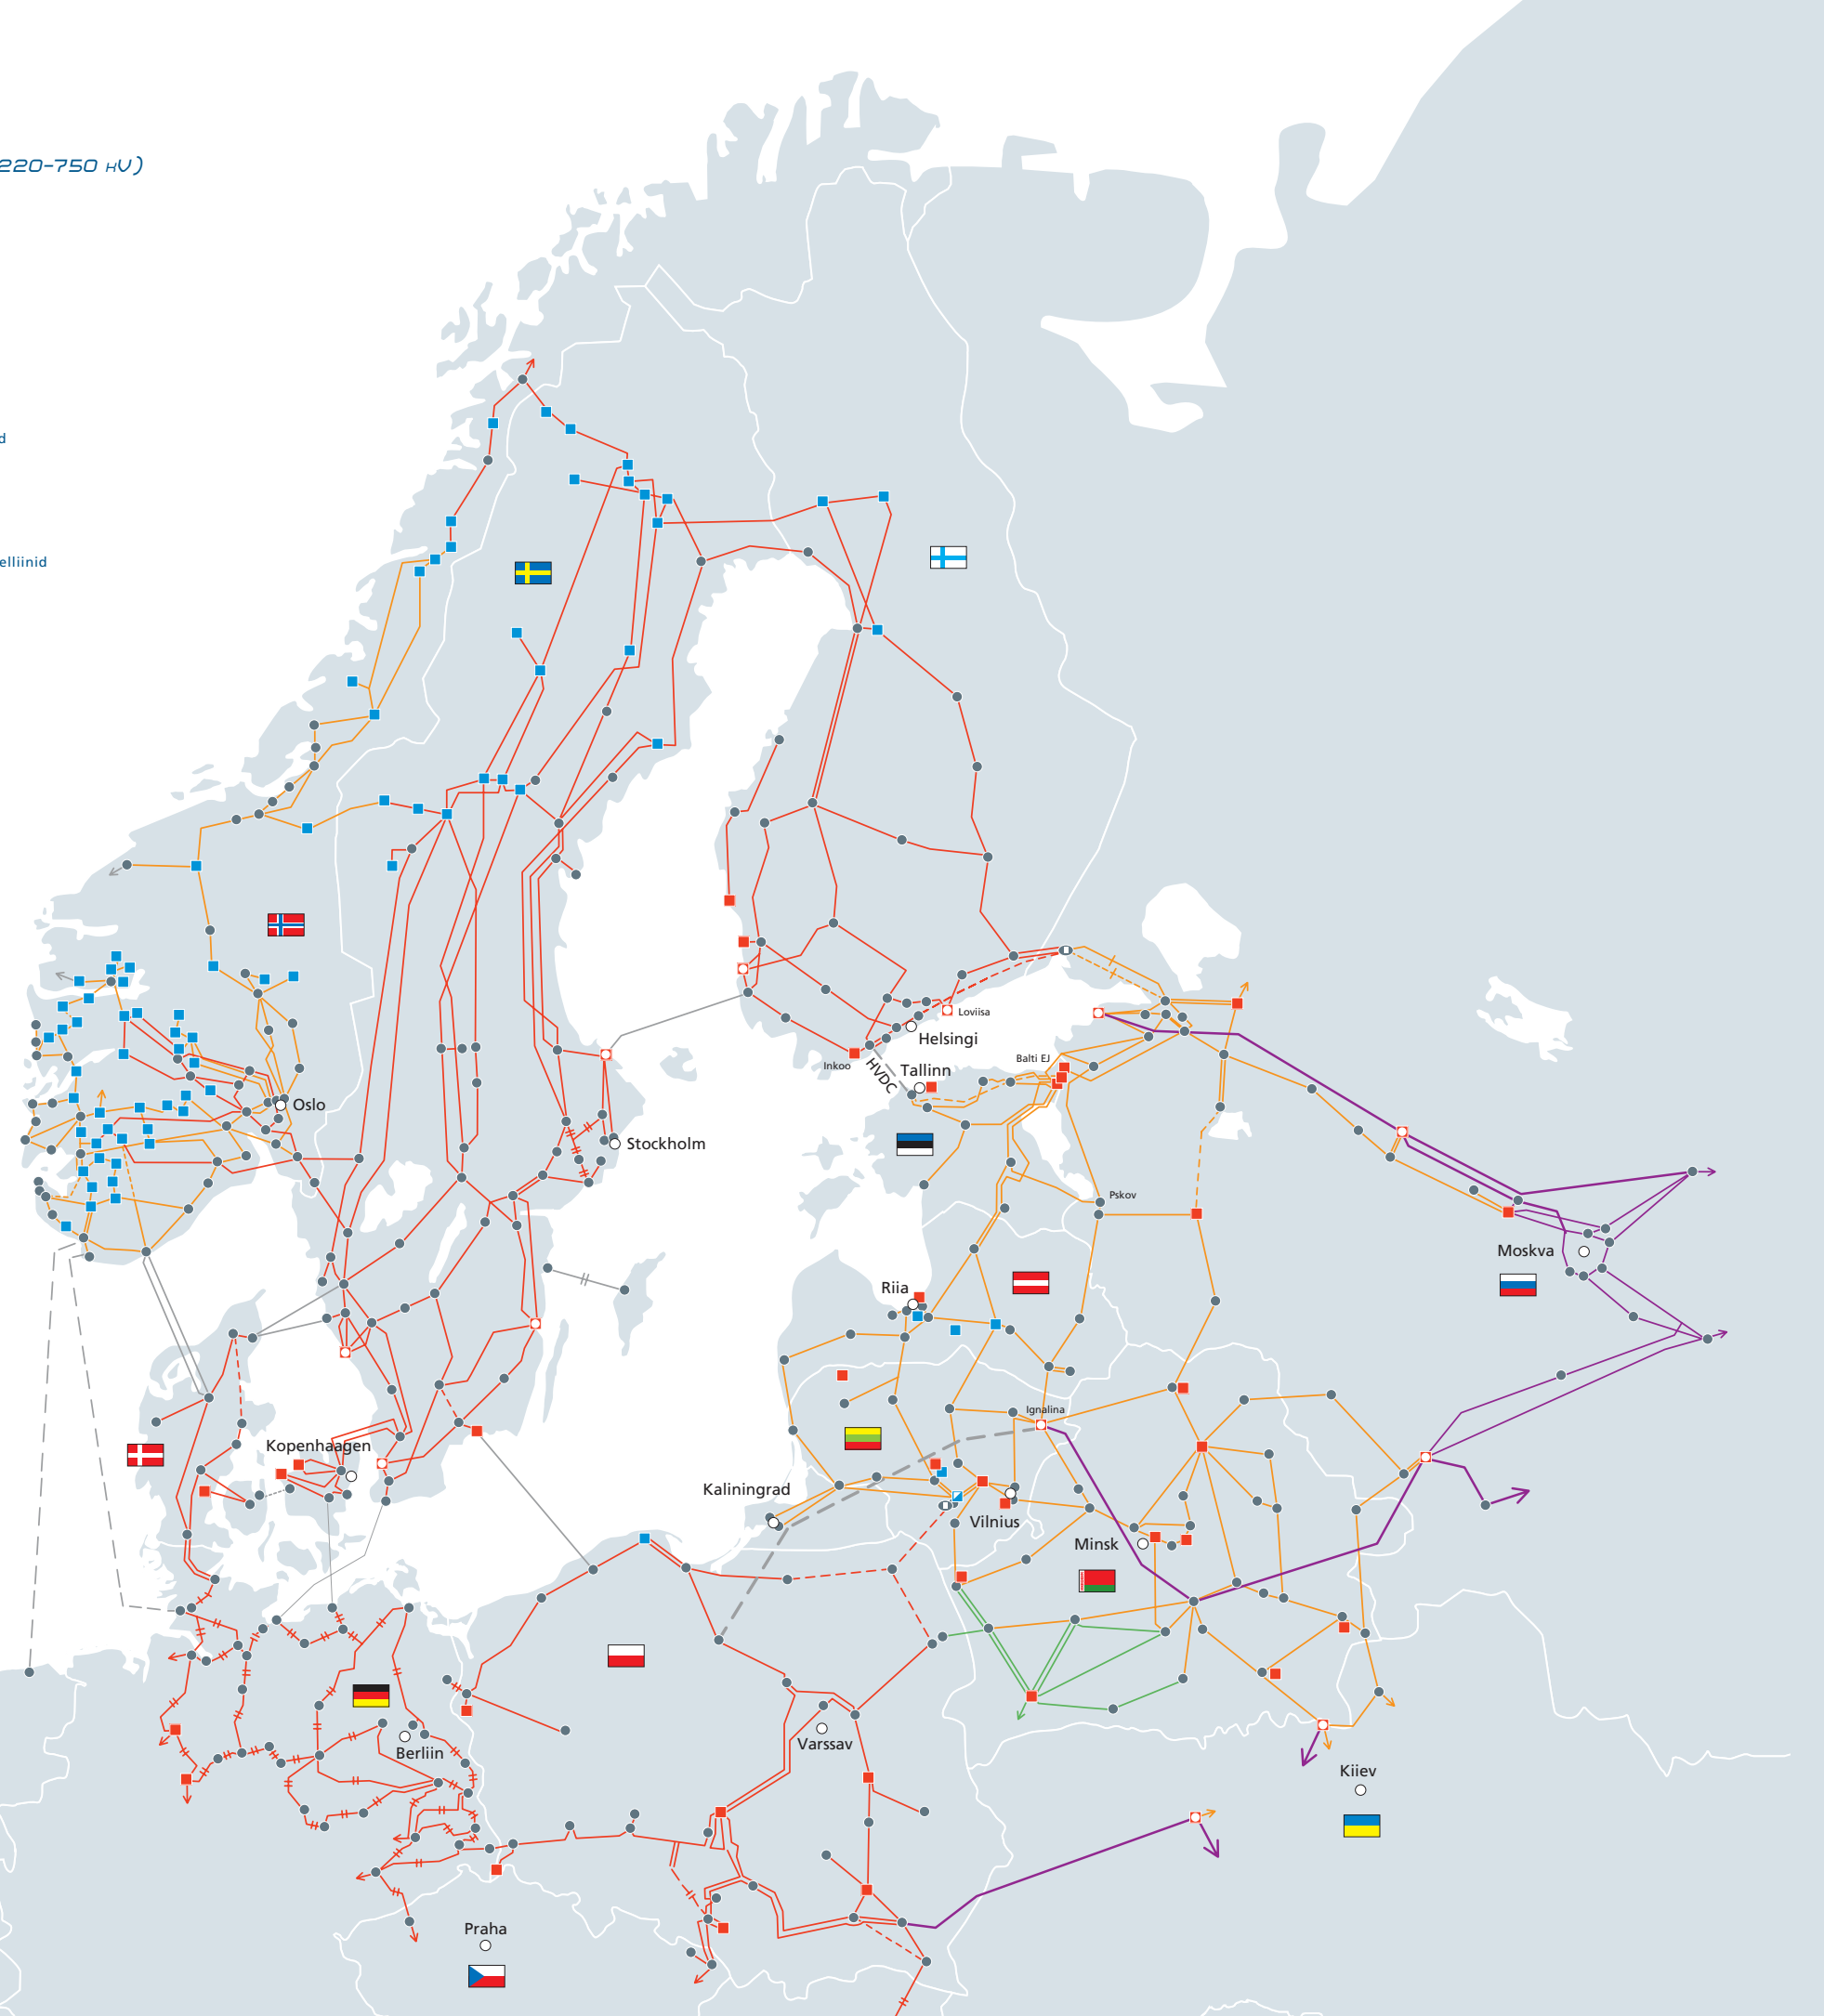 220-750 kV)
d
elliinid
Loviisa
Helsingi
Inkoo
HVDC
Tallinn
Balti EJ
Oslo
Stockholm
Pskov
Moskva
Riia
Ignalina
Kopenhaagen
Kaliningrad
Vilnius
Minsk
Varssav
Berliin
Kiiev
Praha